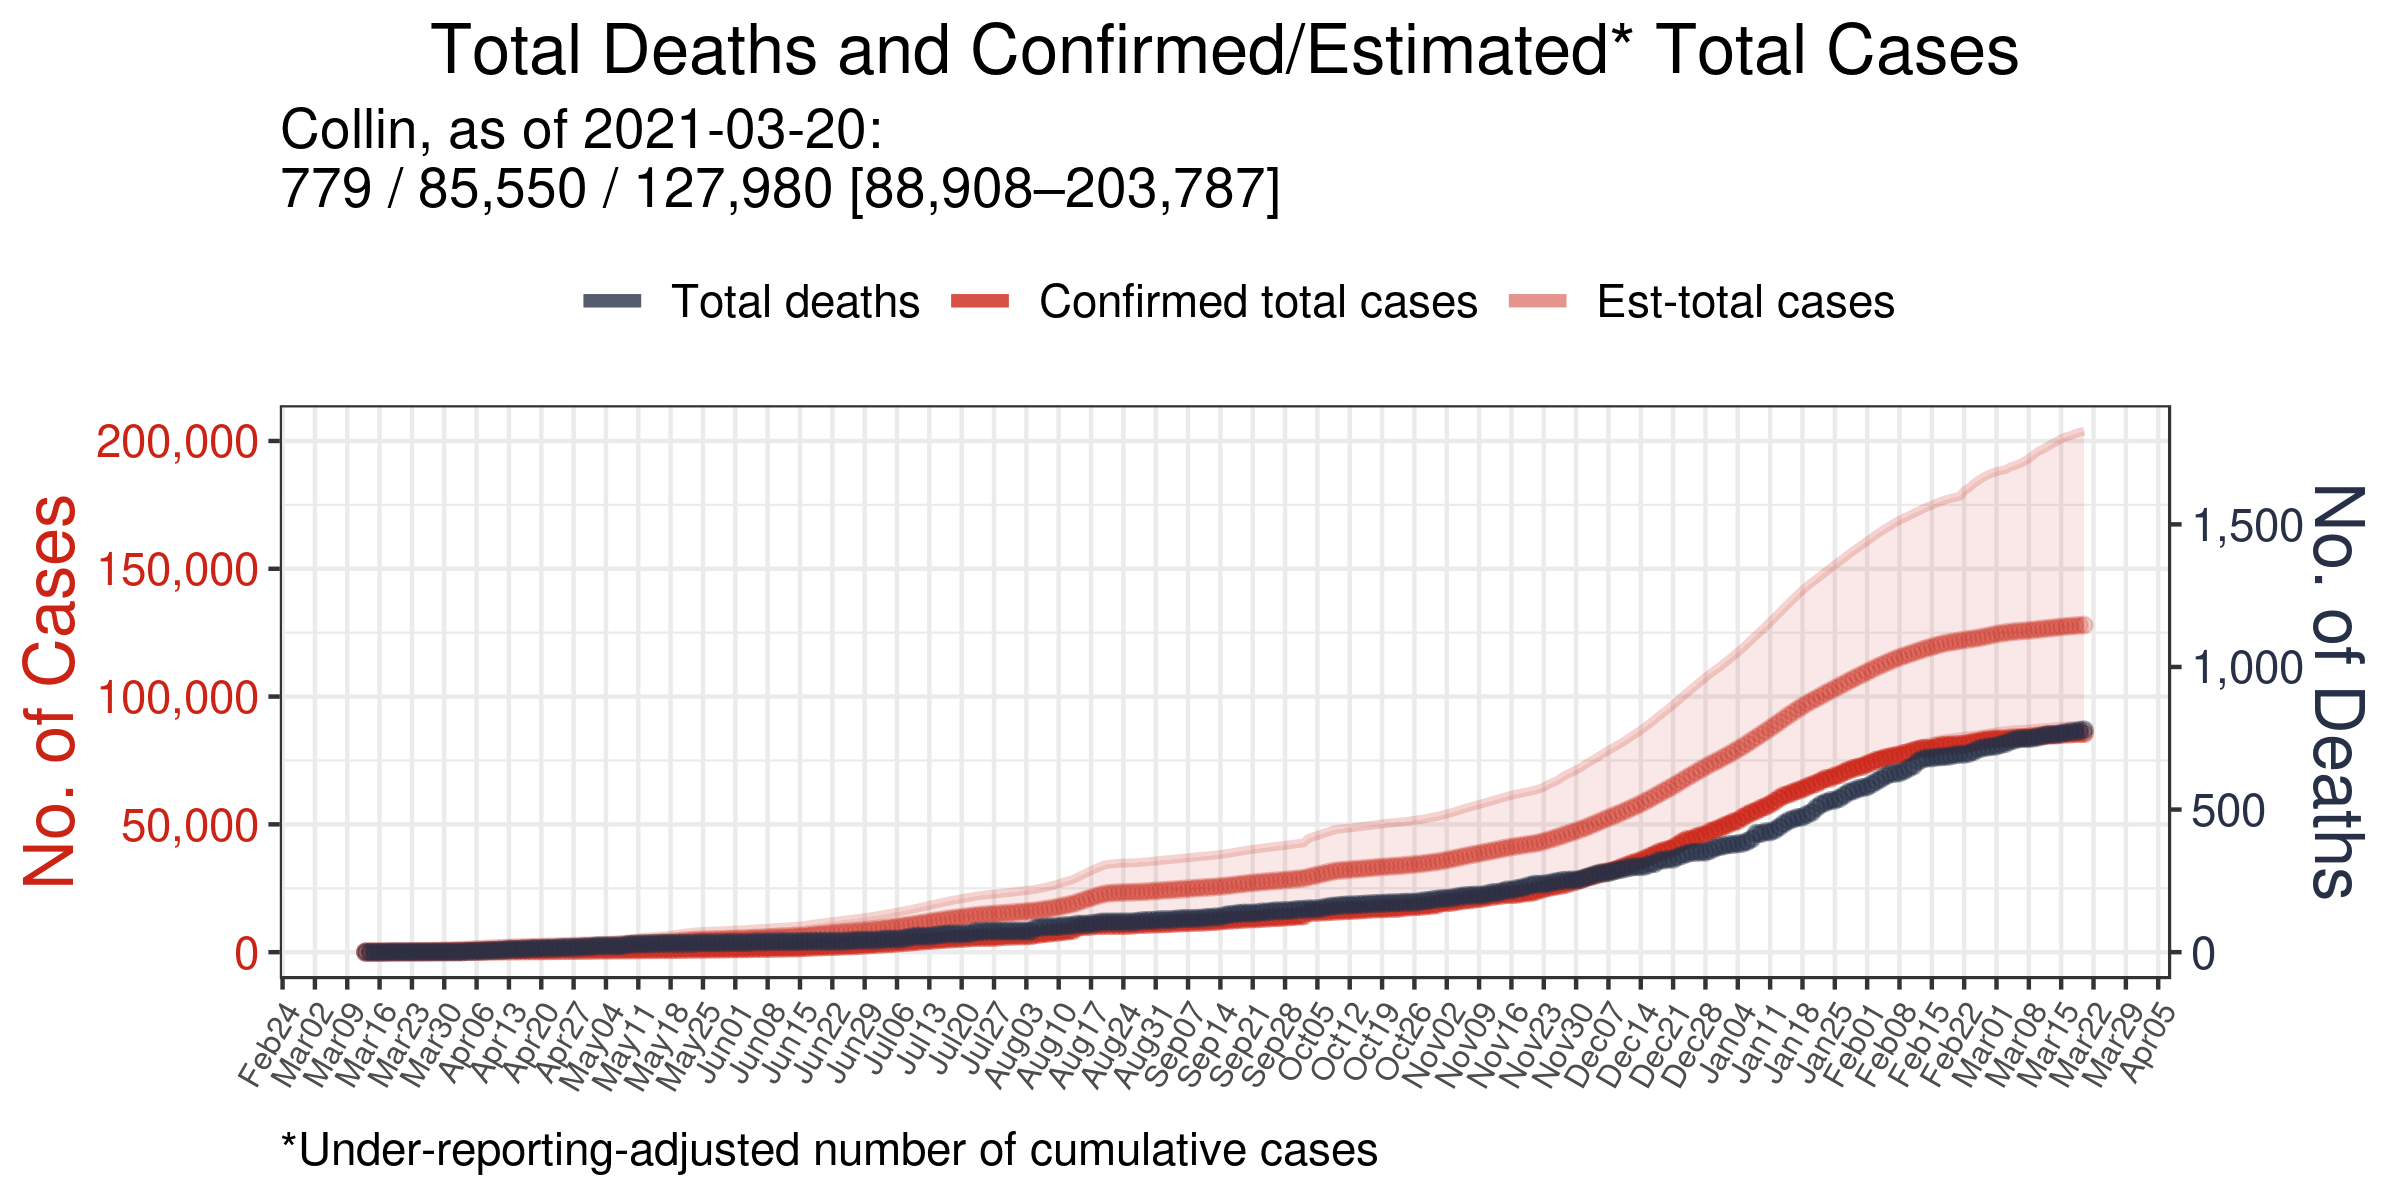 Total Deaths and Confirmed/Estimated* Total Cases
Collin, as of 2021-03-20:
779 / 85,550 / 127,980 [88,908–203,787]
Total deaths
Confirmed total cases
Est-total cases
No. of Cases
200,000
150,000
100,000
50,000
0
1,500
1,000
500
0
No. of Deaths
Feb24
Mar02
Mar09
Mar16
Mar23
Mar30
Apr06
Apr13
Apr20
Apr27
May04
May11
May18
May25
Jun01
Jun08
Jun15
Jun22
Jun29
Jul06
Jul13
Jul20
Jul27
Aug03
Aug10
Aug17
Aug24
Aug31
Sep07
Sep14
Sep21
Sep28
Oct05
Oct12
Oct19
Oct26
Nov02
Nov09
Nov16
Nov23
Nov30
Dec07
Dec14
Dec21
Dec28
Jan04
Jan11
Jan18
Jan25
Feb01
Feb08
Feb15
Feb22
Mar01
Mar08
Mar15
Mar22
Mar29
Apr05
*Under-reporting-adjusted number of cumulative cases